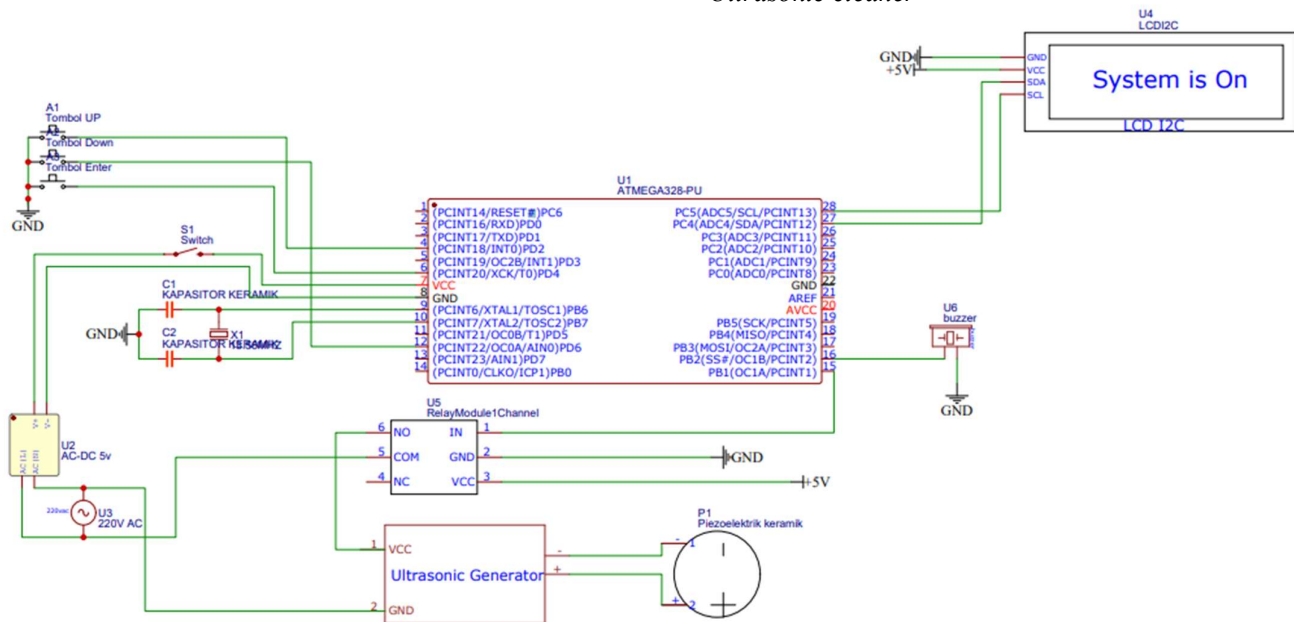 Ultrasonic cleaner
U4
LCDI2C
GND
+5V
GND
VCC
SDA
SCL
System is On
LCD I2C
A1
Tombol UP
Tombol Down
Tombol Enter
GND
S1
Switch
C1
KAPASITOR KERAMIK
GND
X1
C2
KAPASITOR KERAMIK
U1
ATMEGA328-PU
1 (PCINT14/RESET#)PC6
2 (PCINT16/RXD)PD0
3 (PCINT17/TXD)PD1
4 (PCINT18/INT0)PD2
5 (PCINT19/OC2B/INT1)PD3
6 (PCINT20/XCK/T0)PD4
7 VCC
8 GND
9 (PCINT6/XTAL1/TOSC1)PB6
10 (PCINT7/XTAL2/TOSC2)PB7
11 (PCINT21/OC0B/T1)PD5
12 (PCINT22/OC0A/AIN0)PD6
13 (PCINT23/AIN1)PD7
14 (PCINT0/CLKO/ICP1)PB0
PC5(ADC5/SCL/PCINT13) 28
PC4(ADC4/SDA/PCINT12) 27
PC3(ADC3/PCINT11) 26
PC2(ADC2/PCINT10) 25
PC1(ADC1/PCINT9) 24
PC0(ADC0/PCINT8) 23
GND 22
AREF 21
AVCC 20
PB5(SCK/PCINT5) 19
PB4(MISO/PCINT4) 18
PB3(MOSI/OC2A/PCINT3) 17
PB2(SS#/OC1B/PCINT2) 16
PB1(OC1A/PCINT1) 15
U6
buzzer
GND
U5
RelayModule1Channel
6 NO
5 COM
4 NC
IN 1
GND 2
VCC 3
GND
+5V
V+
V-
AC(L)
U2
AC-DC 5v
220vac
U3
220V AC
1 VCC
2 GND
Ultrasonic Generator
-
+
P1
Piezoelektrik keramik
- 1
+ 2